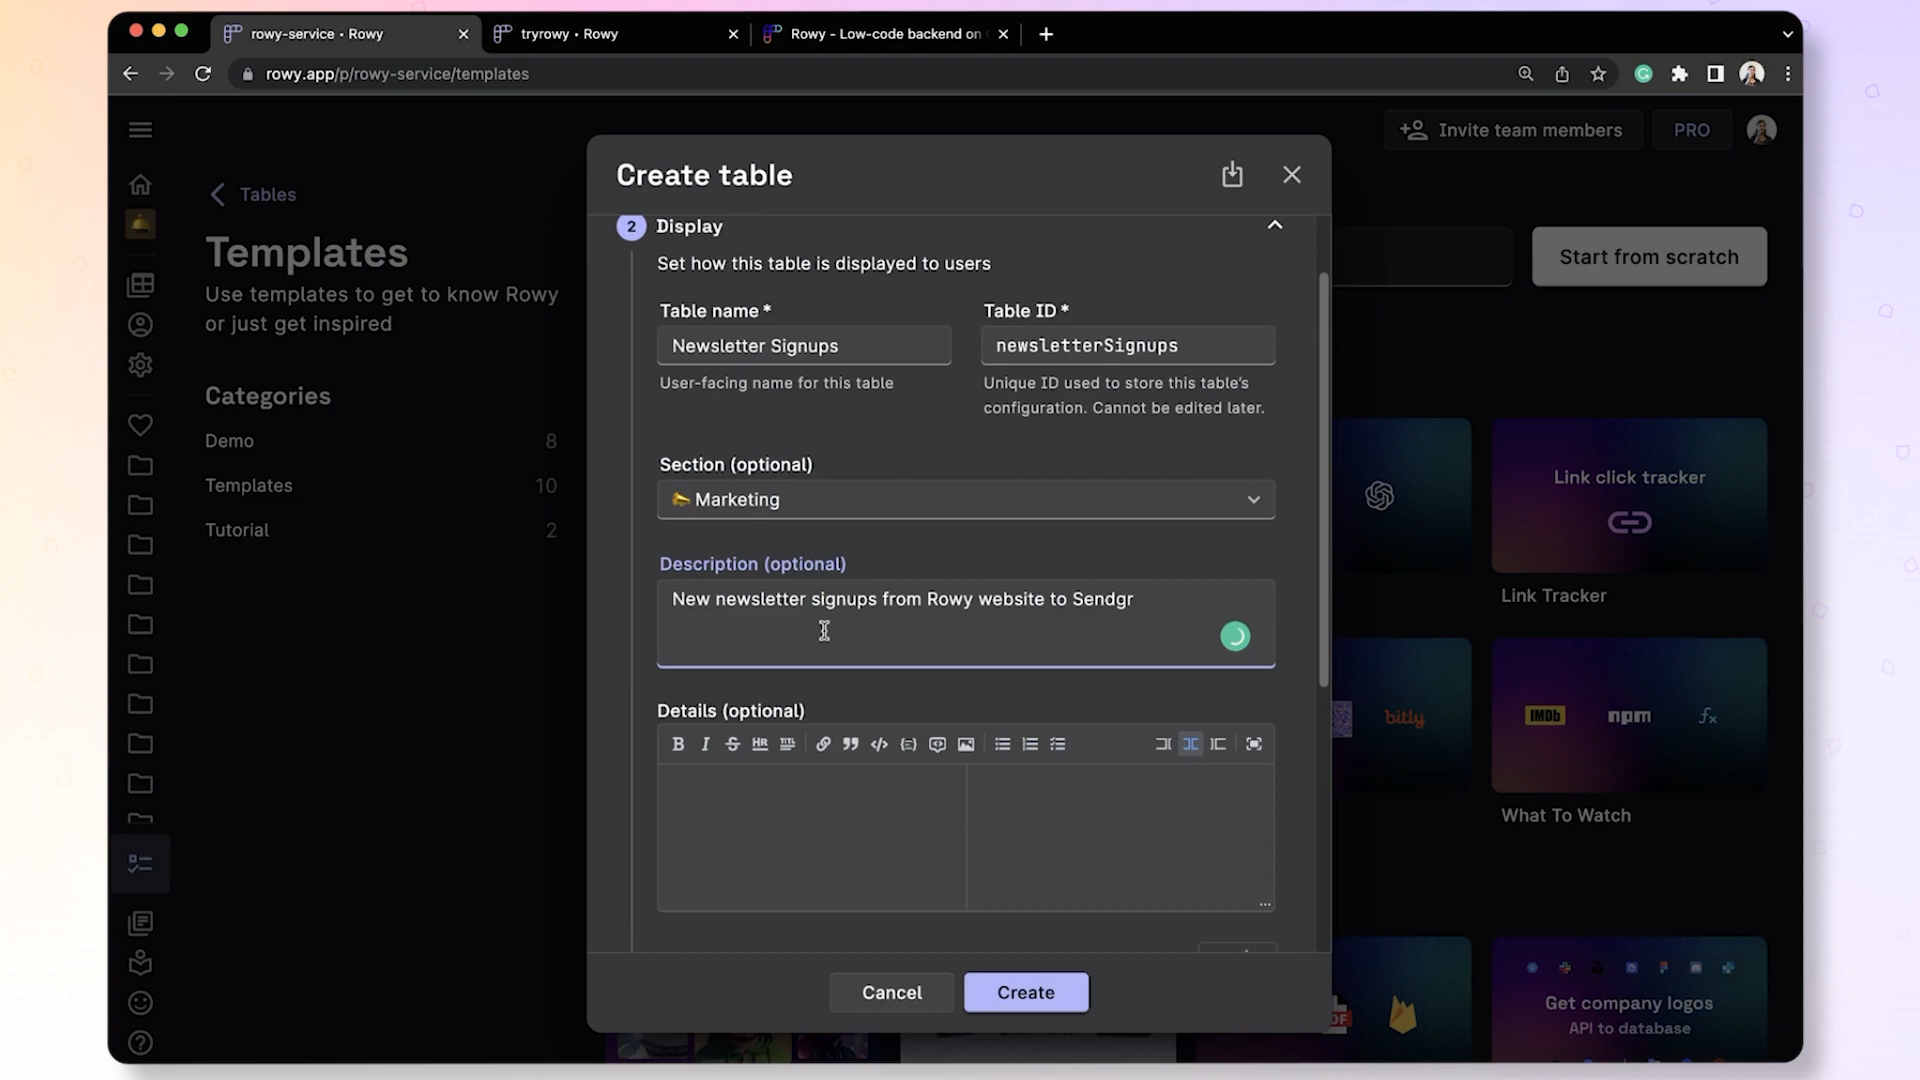 rowy-service • Rowy
tryrowy • Rowy
Rowy - Low-code backend on
rowy.app/p/rowy-service/templates
Invite team members
PRO
Tables
Templates
Use templates to get to know Rowy
or just get inspired
Categories
Demo 8
Templates 10
Tutorial 2
Create table
2 Display
Set how this table is displayed to users
Table name *
Newsletter Signups
User-facing name for this table
Table ID *
newsletterSignups
Unique ID used to store this table's
configuration. Cannot be edited later.
Section (optional)
Marketing
Description (optional)
New newsletter signups from Rowy website to Sendgr
Details (optional)
B I S HR TITL
Cancel
Create
Start from scratch
Link click tracker
Link Tracker
bitly
IMDb npm fx
What To Watch
Get company logos
API to database